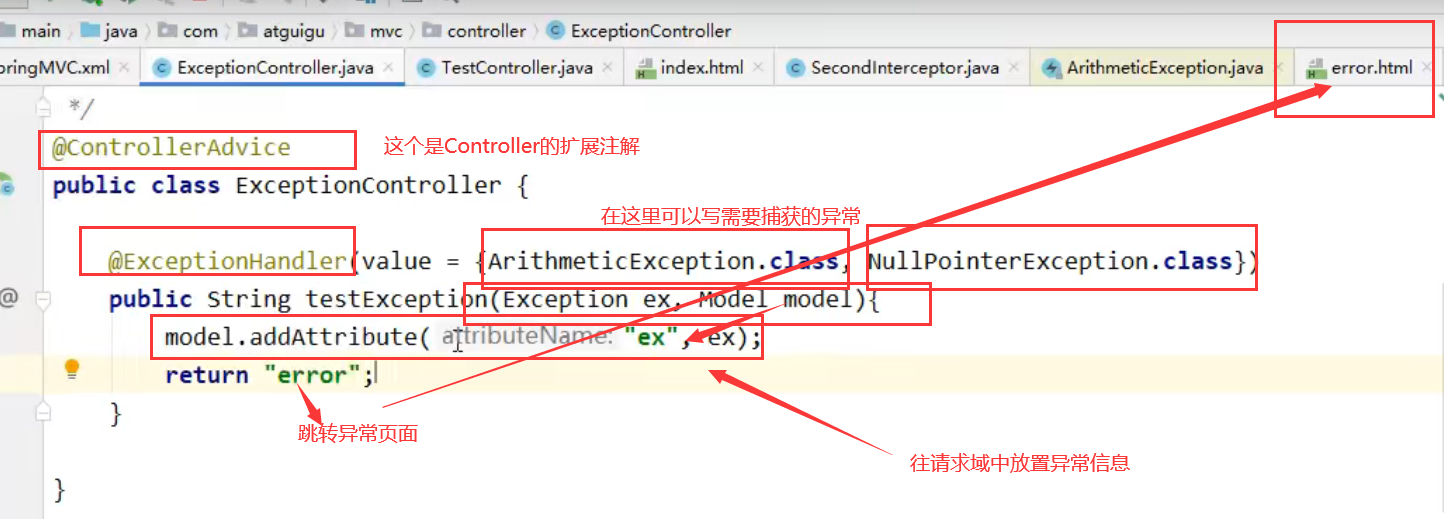 main java com atguigu mvc controller ExceptionController
pringMVC.xml ExceptionController.java TestController.java index.html SecondInterceptor.java ArithmeticException.java error.html
*/
@ControllerAdvice 这个是Controller的扩展注解
public class ExceptionController {
在这里可以写需要捕获的异常
@ExceptionHandler(value = {ArithmeticException.class, NullPointerException.class})
public String testException(Exception ex, Model model){
model.addAttribute( attributeName: "ex", ex);
return "error";
}
跳转异常页面
往请求域中放置异常信息
}